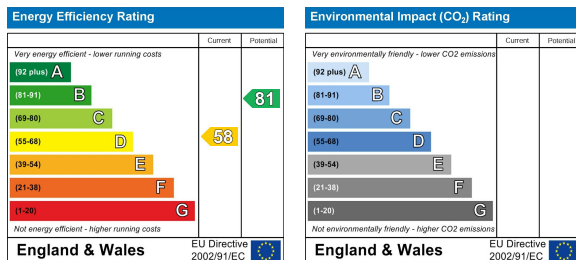 Energy Efficiency Rating
Current Potential
Very energy efficient - lower running costs
(92 plus) A
(81-91) B
81
(69-80) C
(55-68) D
58
(39-54) E
(21-38) F
(1-20) G
Not energy efficient - higher running costs
England & Wales
EU Directive
2002/91/EC
Environmental Impact (CO₂) Rating
Current Potential
Very environmentally friendly - lower CO2 emissions
(92 plus) A
(81-91) B
(69-80) C
(55-68) D
(39-54) E
(21-38) F
(1-20) G
Not environmentally friendly - higher CO2 emissions
England & Wales
EU Directive
2002/91/EC